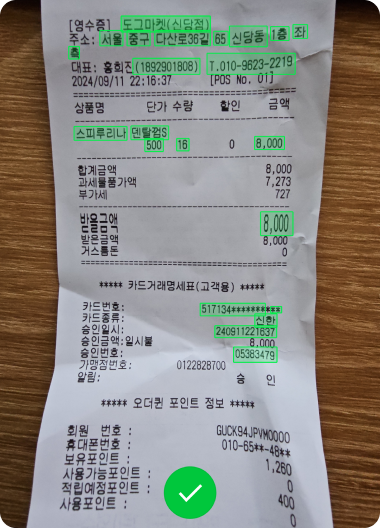 [영수증] 도그마켓(신당점)
주소: 서울 중구 다산로36길 65 신당동 1층 좌측
대표: 홍희진(1892901808) T.010-9623-2219
2024/09/11 22:16:37 [POS No. 01]
상품명 단가 수량 할인 금액
스피루리나 덴탈껌S
500 16 0 8,000
합계금액 8,000
과세물품가액 7,273
부가세 727
받을금액 8,000
받은금액 8,000
거스름돈 0
***** 카드거래명세표(고객용) *****
카드번호: 517134**********
카드종류: 신한
승인일시: 240911221637
승인금액:일시불 8,000
승인번호: 05383479
가맹점번호: 0122828700
알림: 승 인
***** 오더퀸 포인트 정보 *****
회원 번호 : GUCK94JPVM0000
휴대폰번호 : 010-65**-48**
보유포인트 : 1,260
사용가능포인트 : 0
적립예정포인트 : 400
사용포인트 : 0